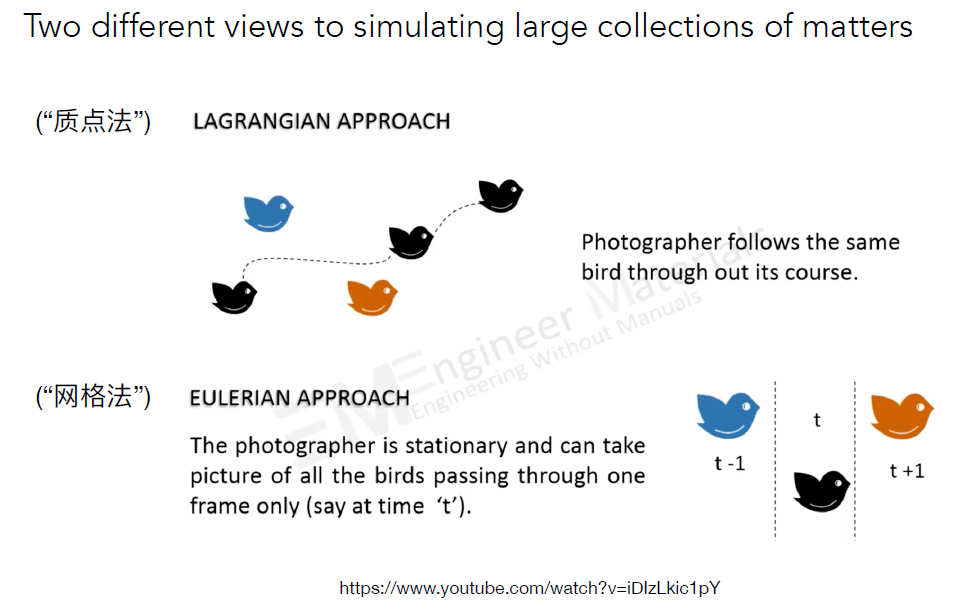 Two different views to simulating large collections of matters
(“质点法”) LAGRANGIAN APPROACH
Photographer follows the same
bird through out its course.
Engineer Materials
Engineering Without Manuals
(“网格法”) EULERIAN APPROACH
The photographer is stationary and can take
picture of all the birds passing through one
frame only (say at time ‘t’).
t -1
t
t +1
https://www.youtube.com/watch?v=iDIzLkic1pY